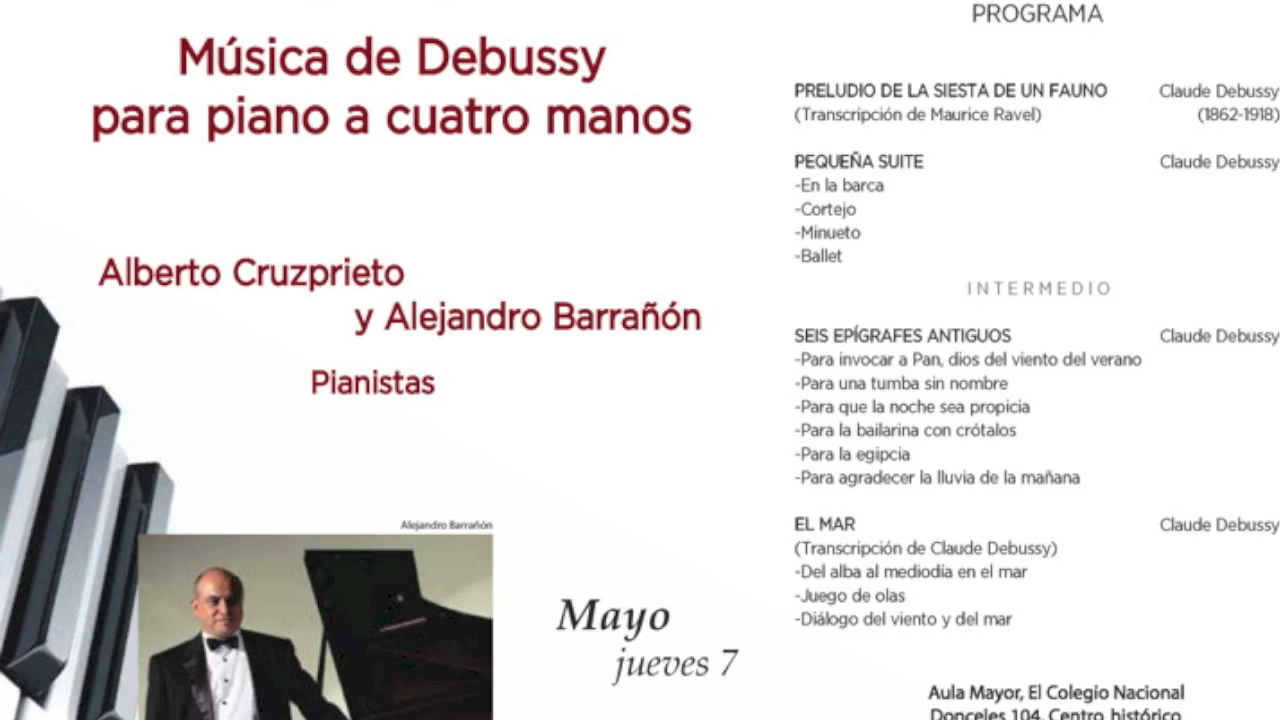 Música de Debussy
para piano a cuatro manos
Alberto Cruzprieto
y Alejandro Barrañón
Pianistas
Alejandro Barrañón
Mayo
jueves 7
PROGRAMA
PRELUDIO DE LA SIESTA DE UN FAUNO Claude Debussy
(Transcripción de Maurice Ravel) (1862-1918)
PEQUEÑA SUITE Claude Debussy
-En la barca
-Cortejo
-Minueto
-Ballet
INTERMEDIO
SEIS EPÍGRAFES ANTIGUOS Claude Debussy
-Para invocar a Pan, dios del viento del verano
-Para una tumba sin nombre
-Para que la noche sea propicia
-Para la bailarina con crótalos
-Para la egipcia
-Para agradecer la lluvia de la mañana
EL MAR Claude Debussy
(Transcripción de Claude Debussy)
-Del alba al mediodía en el mar
-Juego de olas
-Diálogo del viento y del mar
Aula Mayor, El Colegio Nacional
Donceles 104, Centro histórico